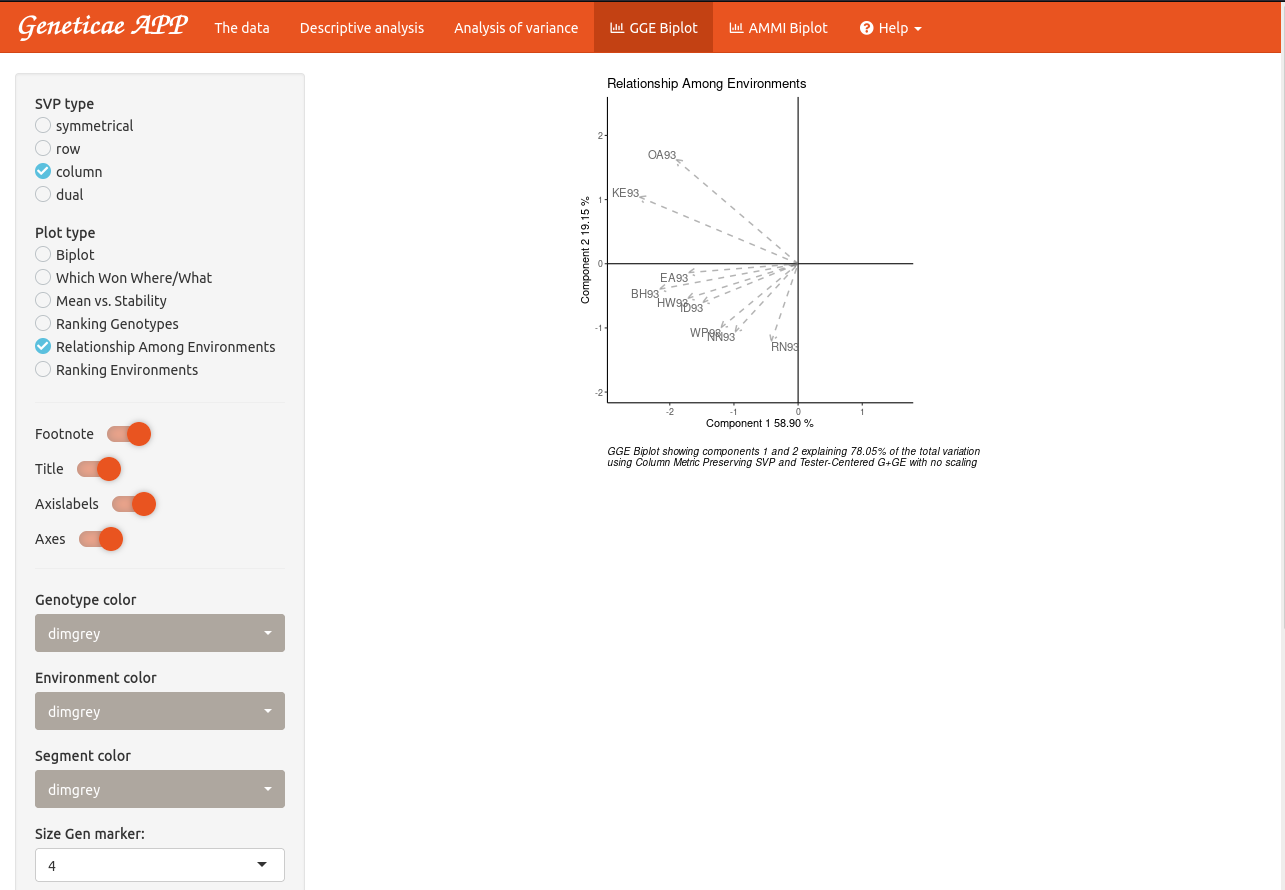 Geneticae APP
The data
Descriptive analysis
Analysis of variance
GGE Biplot
AMMI Biplot
Help
SVP type
symmetrical
row
column
dual
Plot type
Biplot
Which Won Where/What
Mean vs. Stability
Ranking Genotypes
Relationship Among Environments
Ranking Environments
Footnote
Title
Axislabels
Axes
Genotype color
dimgrey
Environment color
dimgrey
Segment color
dimgrey
Size Gen marker:
4
Relationship Among Environments
Component 2 19.15 %
2
1
0
-1
-2
OA93
KE93
EA93
BH93
HW93
ID93
WP93
NN93
RN93
-2
-1
0
1
Component 1 58.90 %
GGE Biplot showing components 1 and 2 explaining 78.05% of the total variation
using Column Metric Preserving SVP and Tester-Centered G+GE with no scaling